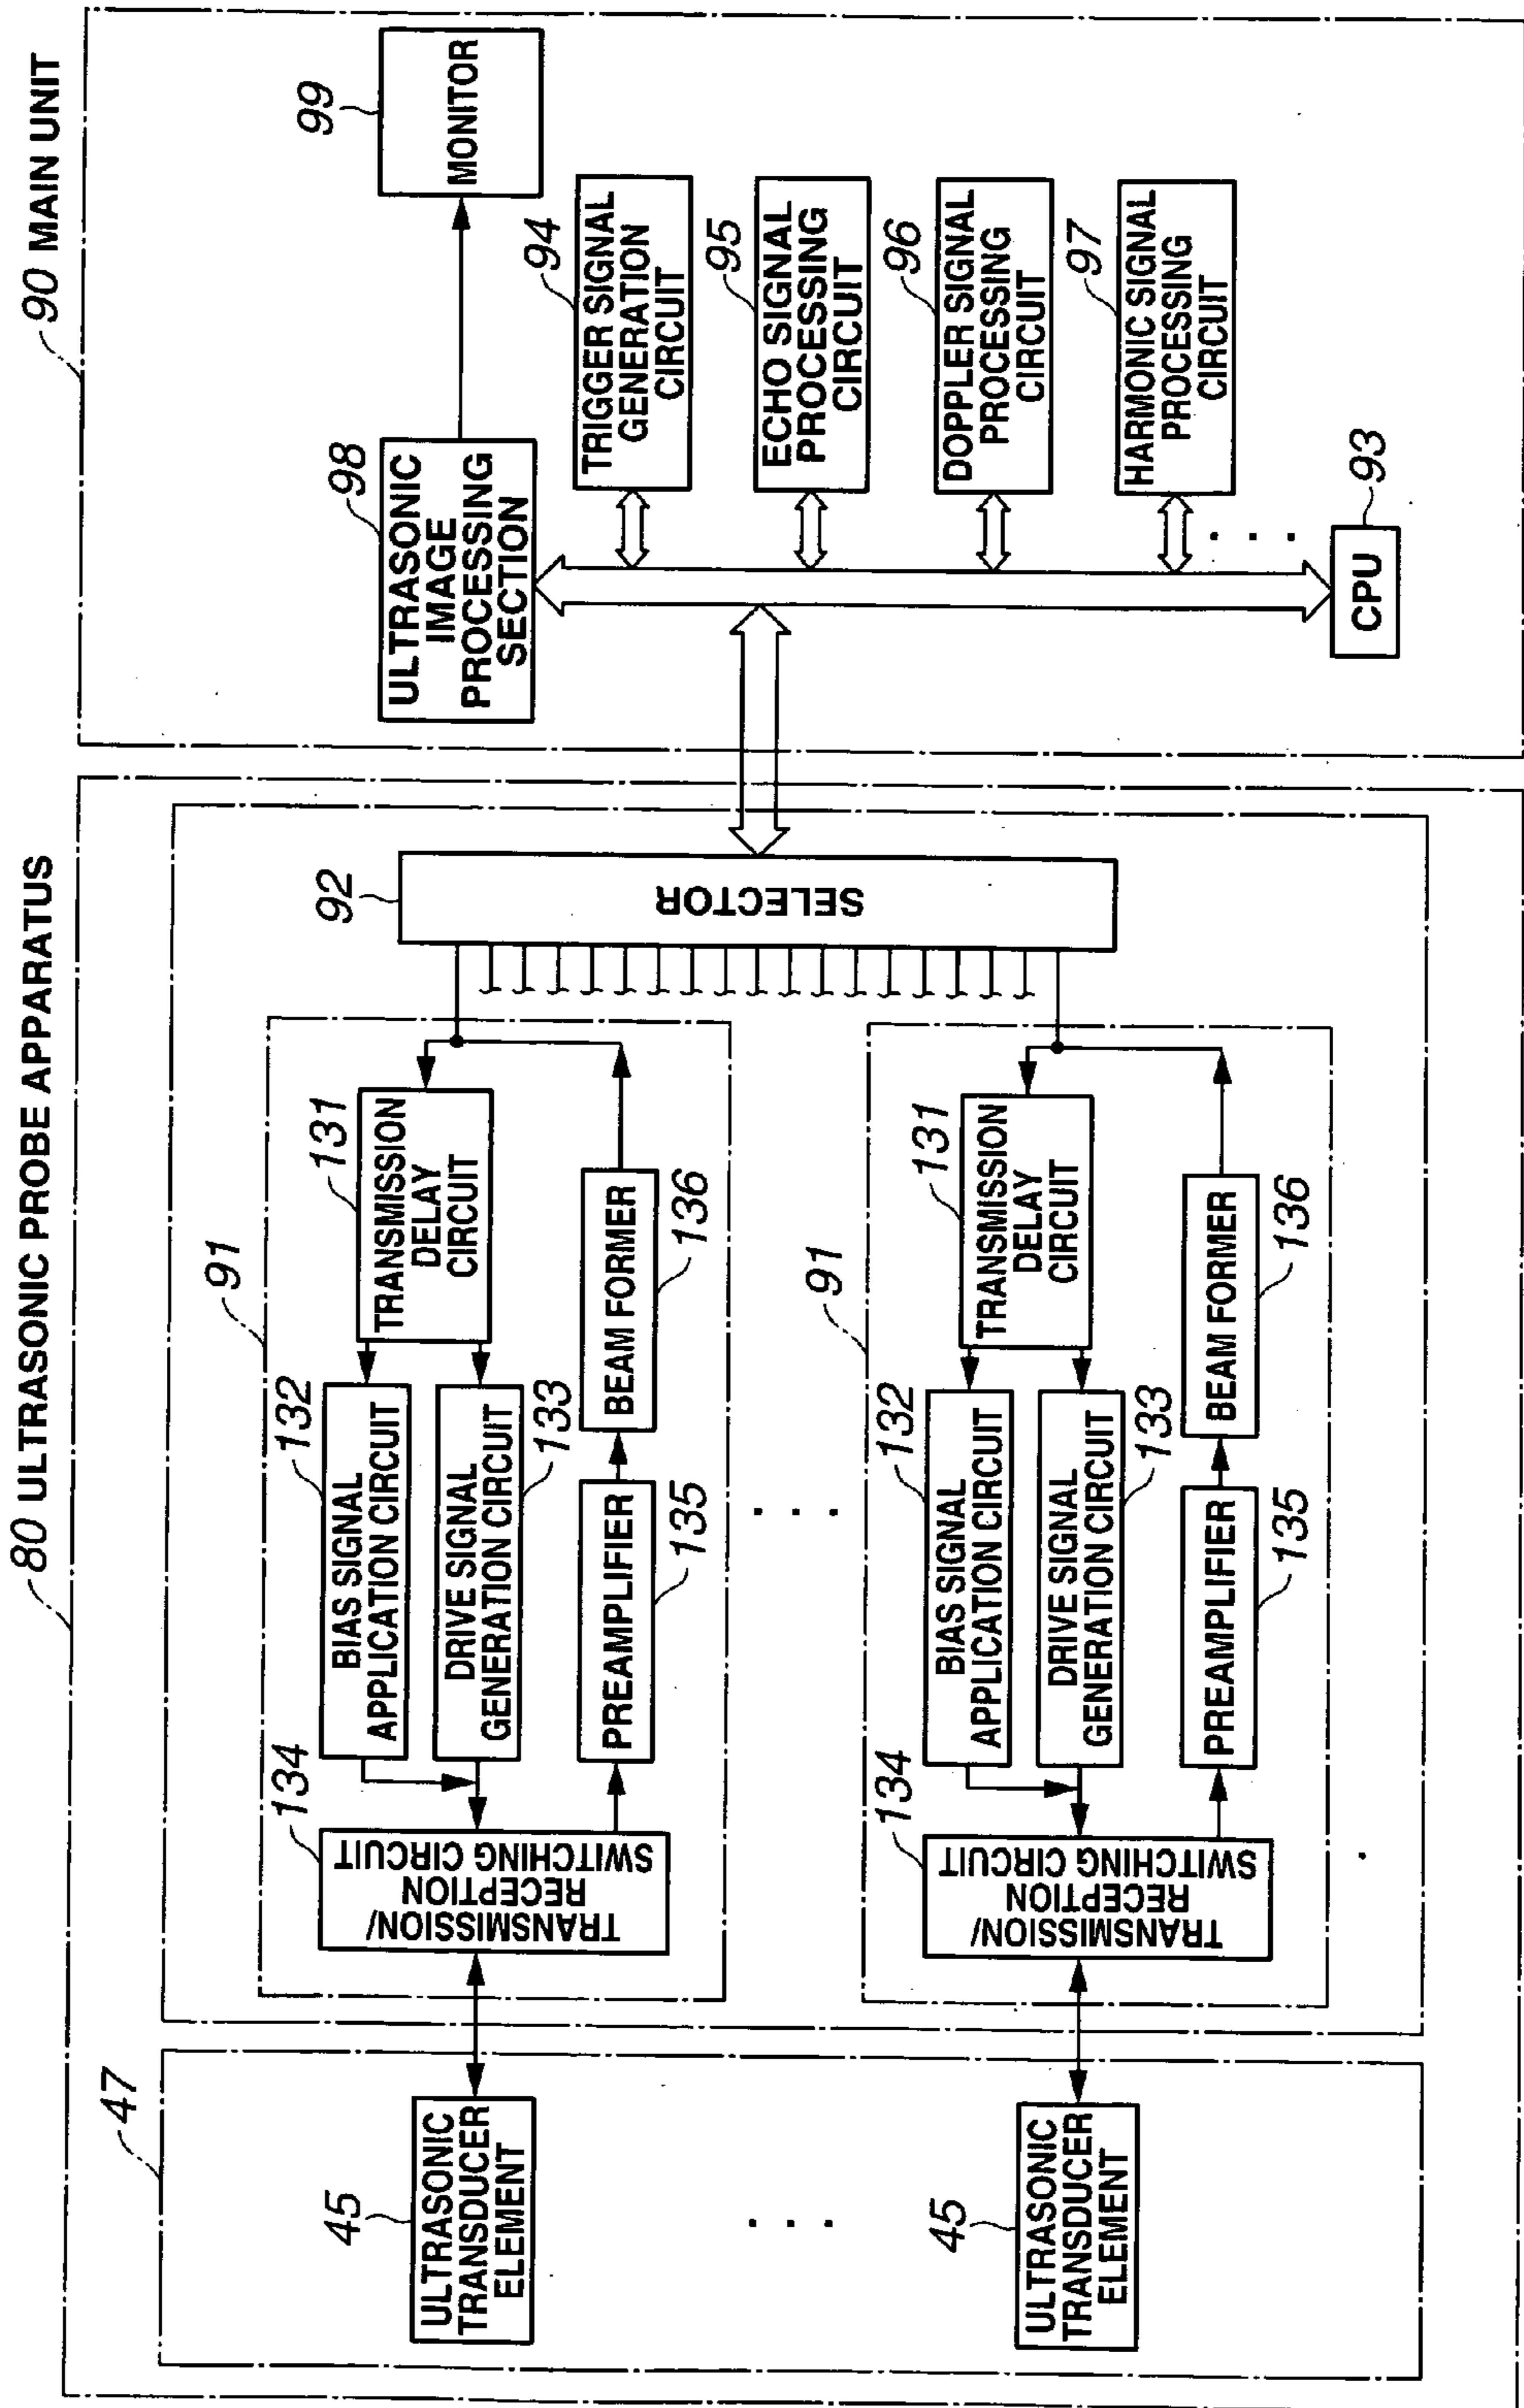 80 ULTRASONIC PROBE APPARATUS
90 MAIN UNIT
47
45
ULTRASONIC
TRANSDUCER
ELEMENT
. . .
45
ULTRASONIC
TRANSDUCER
ELEMENT
91
134
TRANSMISSION/
RECEPTION
SWITCHING CIRCUIT
132
BIAS SIGNAL
APPLICATION CIRCUIT
DRIVE SIGNAL
GENERATION CIRCUIT
133
131
TRANSMISSION
DELAY
CIRCUIT
PREAMPLIFIER
135
BEAM FORMER
136
. . .
91
134
TRANSMISSION/
RECEPTION
SWITCHING CIRCUIT
132
BIAS SIGNAL
APPLICATION CIRCUIT
DRIVE SIGNAL
GENERATION CIRCUIT
133
131
TRANSMISSION
DELAY
CIRCUIT
PREAMPLIFIER
135
BEAM FORMER
136
92
SELECTOR
98
ULTRASONIC
IMAGE
PROCESSING
SECTION
99
MONITOR
94
TRIGGER SIGNAL
GENERATION
CIRCUIT
95
ECHO SIGNAL
PROCESSING
CIRCUIT
96
DOPPLER SIGNAL
PROCESSING
CIRCUIT
97
HARMONIC SIGNAL
PROCESSING
CIRCUIT
. . .
CPU
93